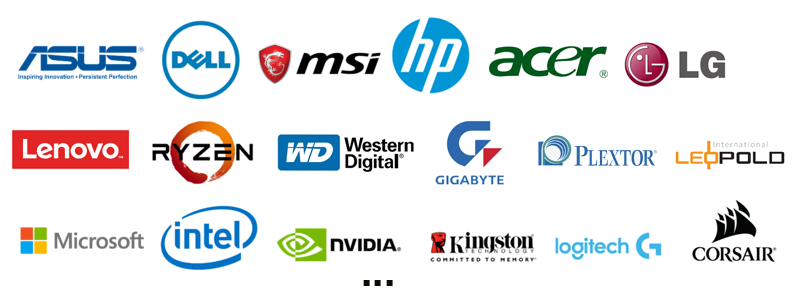 ASUS®
Inspiring Innovation • Persistent Perfection
DELL
msi
hp
acer®
LG
Lenovo™
RYZEN
WD
Western
Digital®
GIGABYTE
PLEXTOR®
International
LEOPOLD
Microsoft
intel
NVIDIA®
Kingston
TECHNOLOGY
COMMITTED TO MEMORY
logitech G
CORSAIR